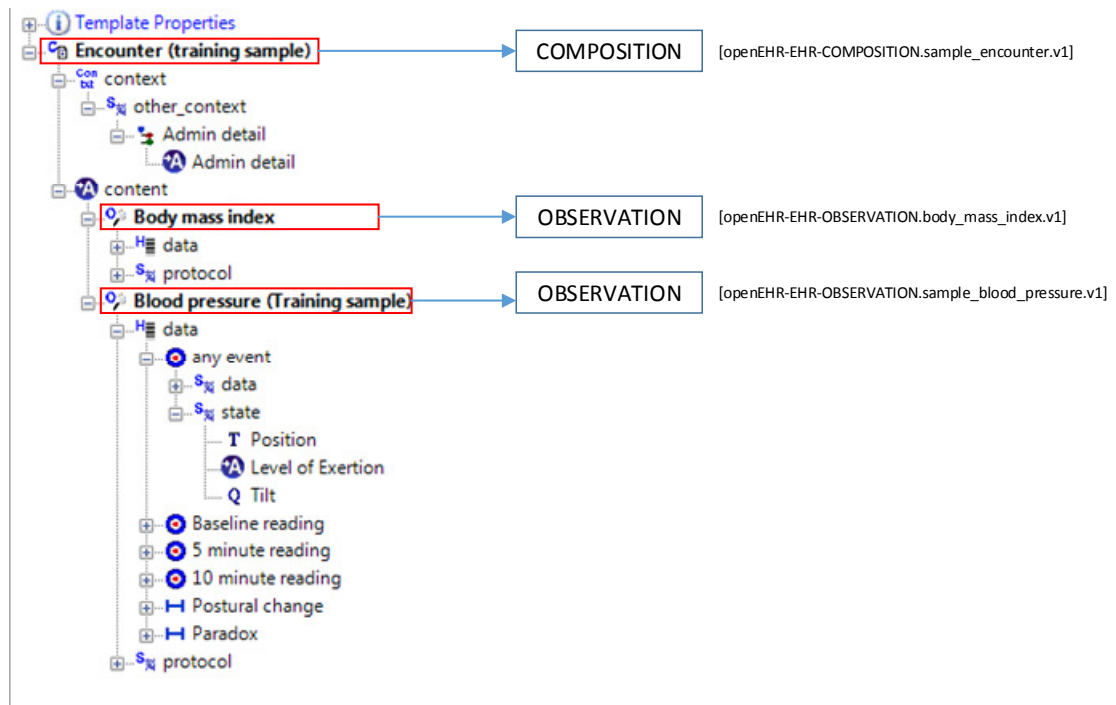 Template Properties
Encounter (training sample) COMPOSITION [openEHR-EHR-COMPOSITION.sample_encounter.v1]
context
other_context
Admin detail
Admin detail
content
Body mass index OBSERVATION [openEHR-EHR-OBSERVATION.body_mass_index.v1]
data
protocol
Blood pressure (Training sample) OBSERVATION [openEHR-EHR-OBSERVATION.sample_blood_pressure.v1]
data
any event
data
state
T Position
Level of Exertion
Q Tilt
Baseline reading
5 minute reading
10 minute reading
Postural change
Paradox
protocol